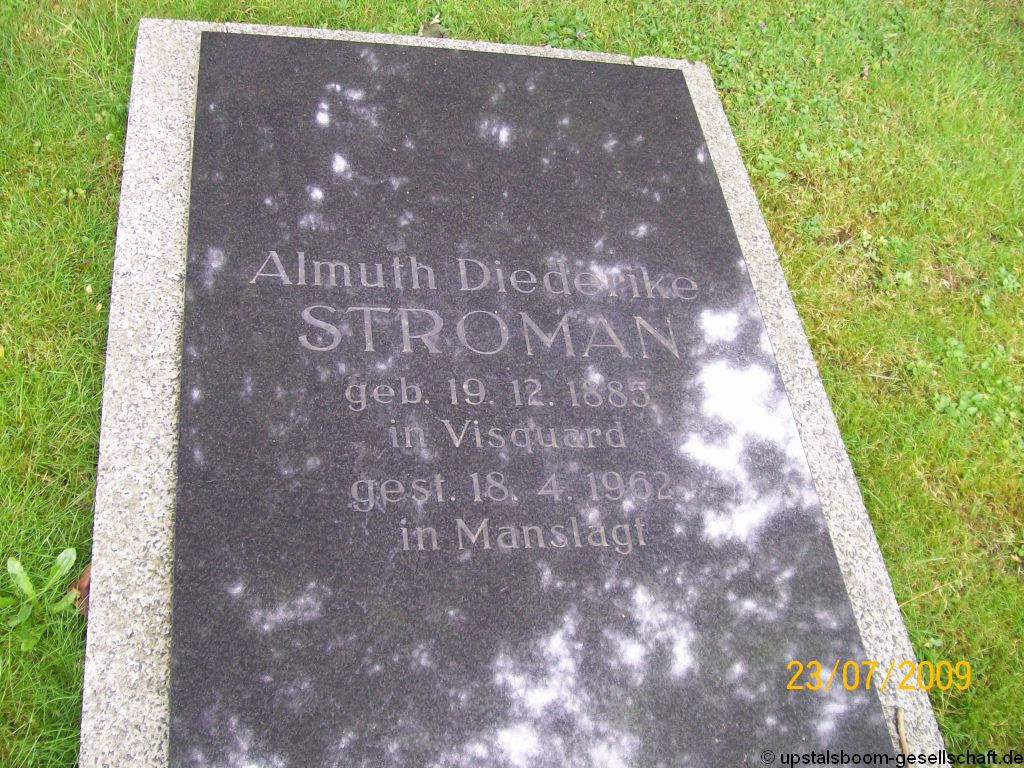 Almuth Diederike
STROMAN
geb. 19. 12. 1885
in Visquard
gest. 18. 4. 1962
in Manslagt
23/07/2009
© upstalsboom-gesellschaft.de